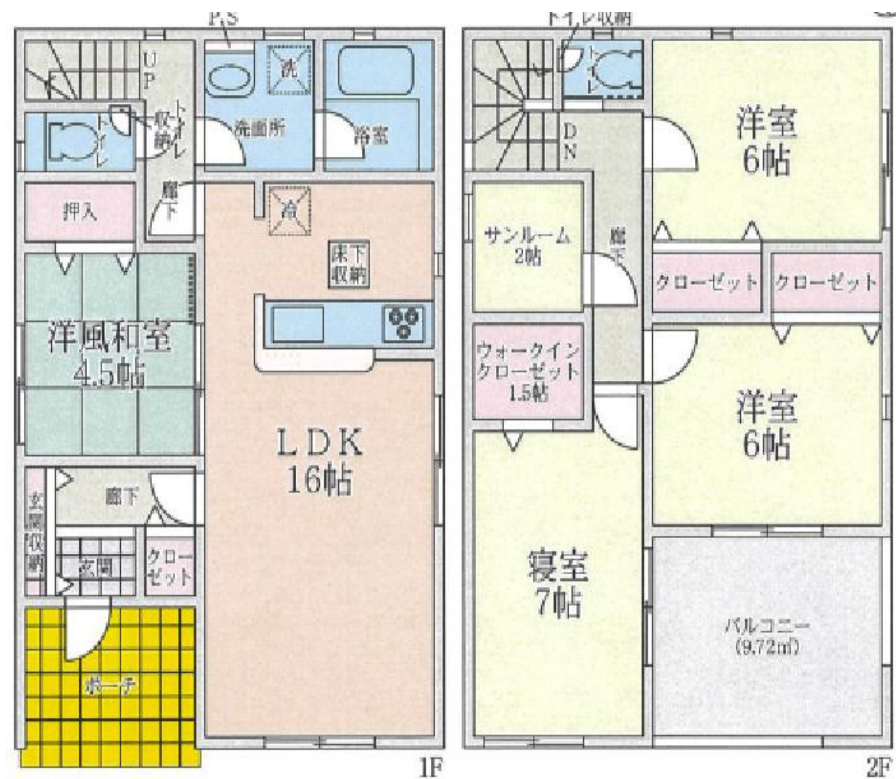 P.S
UP
トイレ
トイレ
収納
洗
洗面所
浴室
押入
廊下
冷
床下
収納
洋風和室
4.5帖
LDK
16帖
廊下
玄関収納
玄関
クロー
ゼット
ポーチ
1F
トイレ収納
トイレ
DN
洋室
6帖
サンルーム
2帖
廊下
クローゼット
クローゼット
ウォークイン
クローゼット
1.5帖
洋室
6帖
寝室
7帖
バルコニー
(9.72㎡)
2F